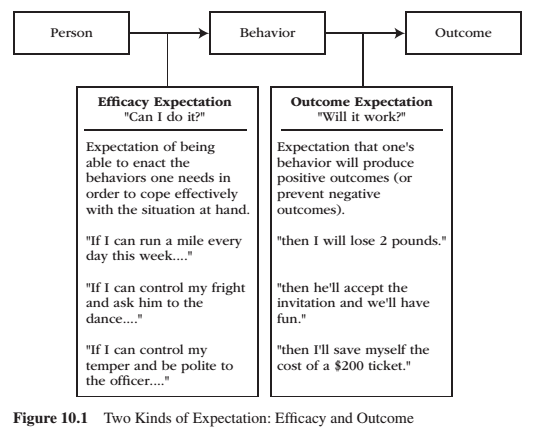 Person
Behavior
Outcome
Efficacy Expectation
"Can I do it?"
Expectation of being
able to enact the
behaviors one needs in
order to cope effectively
with the situation at hand.
"If I can run a mile every
day this week...."
"If I can control my fright
and ask him to the
dance...."
"If I can control my
temper and be polite to
the officer...."
Outcome Expectation
"Will it work?"
Expectation that one's
behavior will produce
positive outcomes (or
prevent negative
outcomes).
"then I will lose 2 pounds."
"then he'll accept the
invitation and we'll have
fun."
"then I'll save myself the
cost of a $200 ticket."
Figure 10.1 Two Kinds of Expectation: Efficacy and Outcome